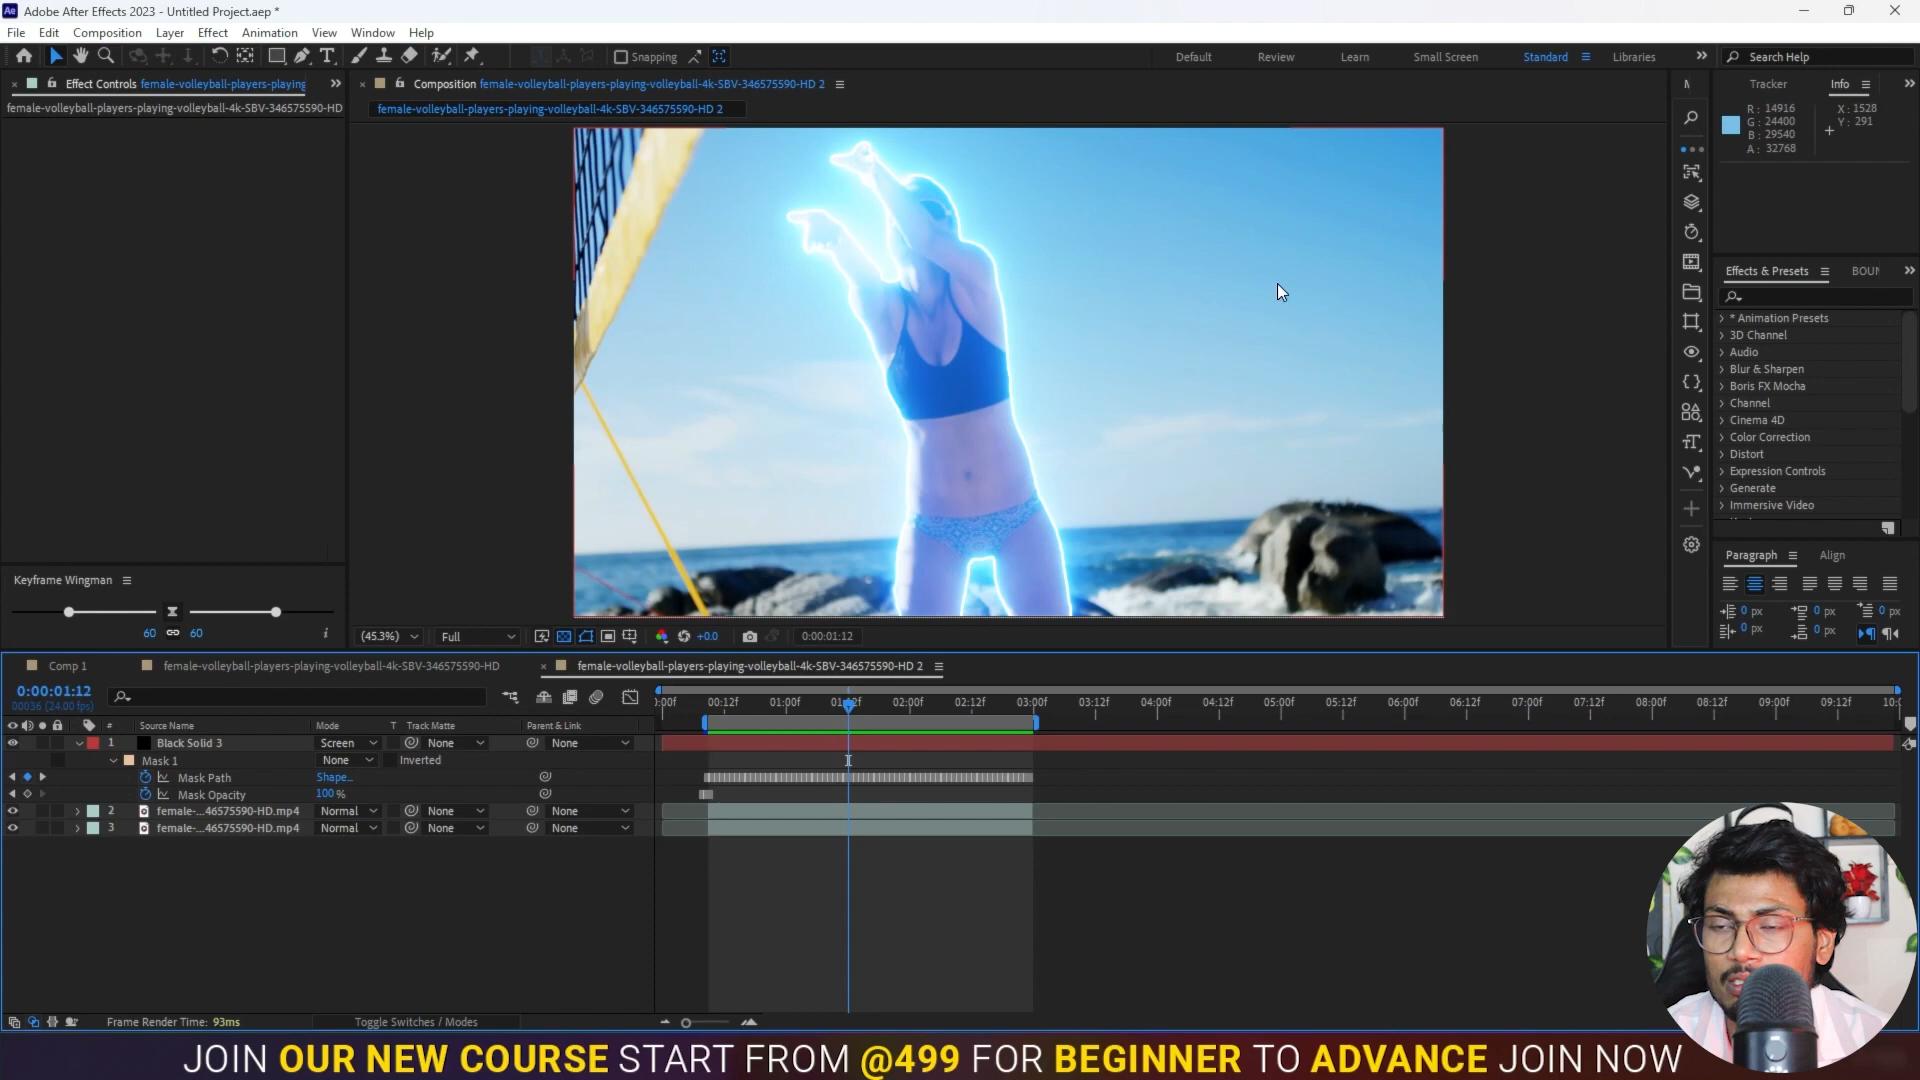 Adobe After Effects 2023 - Untitled Project.aep *
File Edit Composition Layer Effect Animation View Window Help
Snapping
Default Review Learn Small Screen Standard Libraries
Search Help
Effect Controls female-volleyball-players-playing
female-volleyball-players-playing-volleyball-4k-SBV-346575590-HD
Composition female-volleyball-players-playing-volleyball-4k-SBV-346575590-HD 2
female-volleyball-players-playing-volleyball-4k-SBV-346575590-HD 2
Tracker Info
R: 14916 X: 1528
G: 24400 Y: 291
B: 29540
A: 32768
Effects & Presets BOUN
* Animation Presets
3D Channel
Audio
Blur & Sharpen
Boris FX Mocha
Channel
Cinema 4D
Color Correction
Distort
Expression Controls
Generate
Immersive Video
Paragraph Align
0 px 0 px 0 px
0 px 0 px
Keyframe Wingman
60 60
(45.3%) Full +0.0 0:00:01:12
Comp 1 female-volleyball-players-playing-volleyball-4k-SBV-346575590-HD female-volleyball-players-playing-volleyball-4k-SBV-346575590-HD 2
0:00:01:12
00036 (24.00 fps)
:00f 00:12f 01:00f 01:12f 02:00f 02:12f 03:00f 03:12f 04:00f 04:12f 05:00f 05:12f 06:00f 06:12f 07:00f 07:12f 08:00f 08:12f 09:00f 09:12f 10:0
# Source Name Mode T Track Matte Parent & Link
1 Black Solid 3 Screen None None
Mask 1 None Inverted
Mask Path Shape...
Mask Opacity 100 %
2 female-...46575590-HD.mp4 Normal None None
3 female-...46575590-HD.mp4 Normal None None
Frame Render Time: 93ms Toggle Switches / Modes
JOIN OUR NEW COURSE START FROM @499 FOR BEGINNER TO ADVANCE JOIN NOW